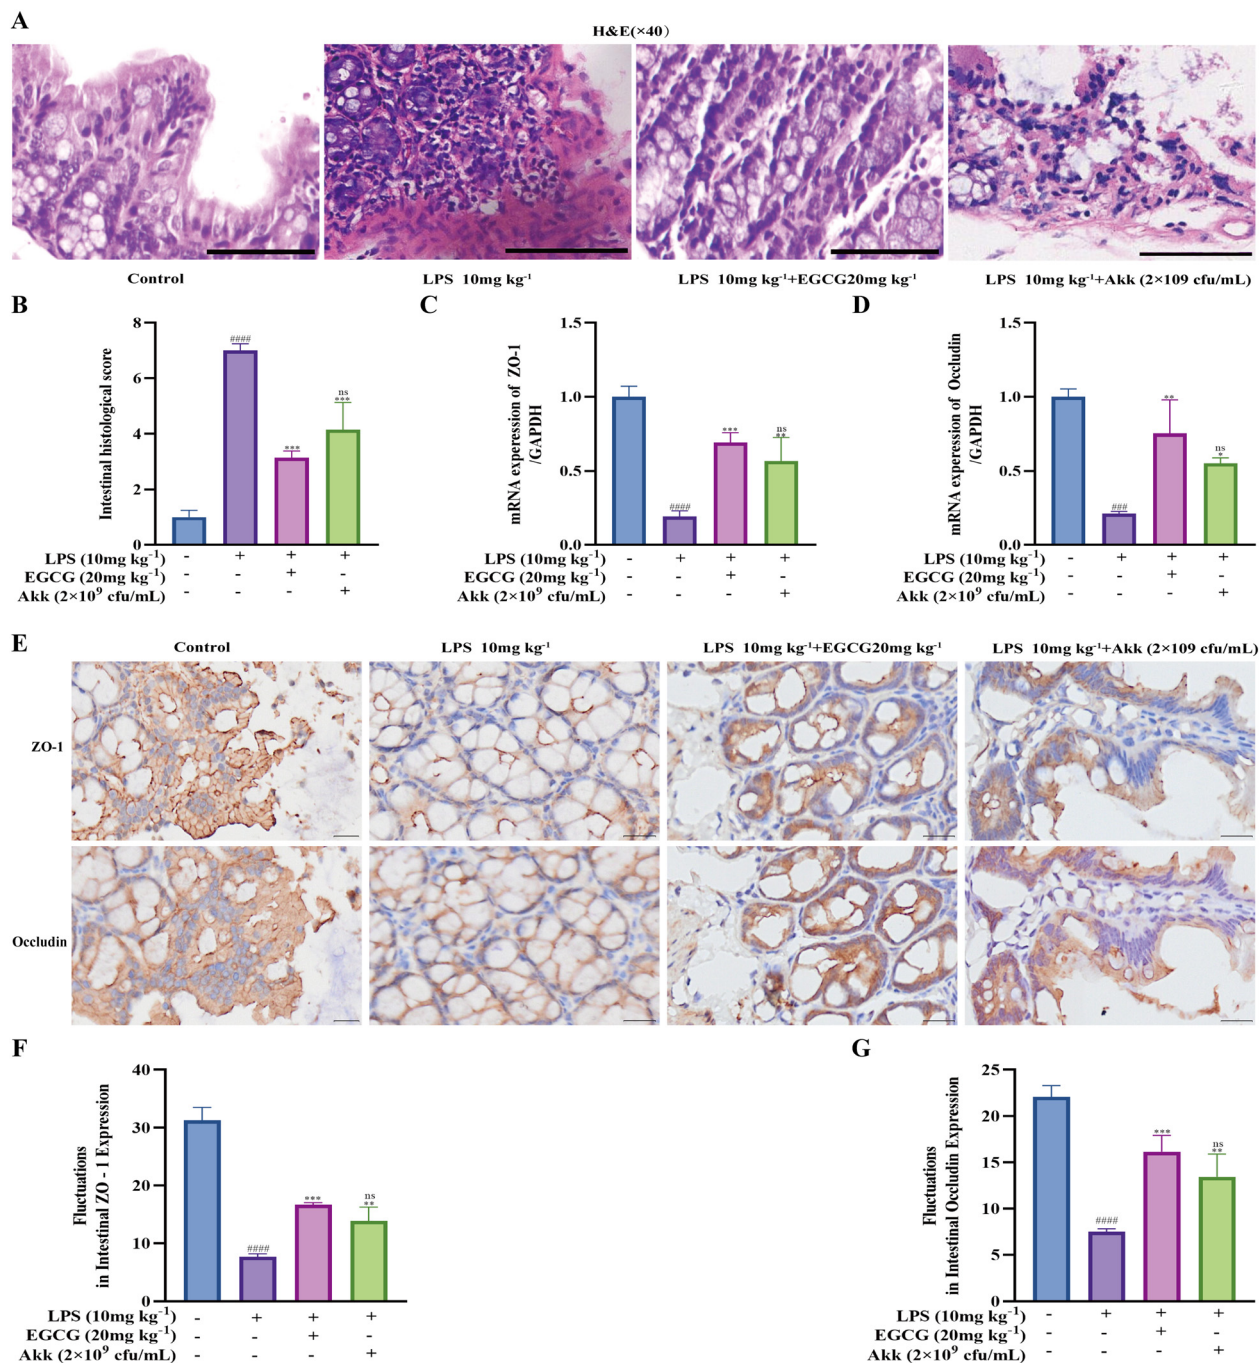 A
H&E(×40）
Control
LPS 10mg kg⁻¹
LPS 10mg kg⁻¹+EGCG20mg kg⁻¹
LPS 10mg kg⁻¹+Akk (2×109 cfu/mL)
B
Intestinal histological score
8
6
4
2
0
####
***
ns
***
LPS (10mg kg⁻¹) - + + +
EGCG (20mg kg⁻¹) - - + -
Akk (2×10⁹ cfu/mL) - - - +
C
mRNA experession of ZO-1
/GAPDH
1.5
1.0
0.5
0.0
####
***
ns
**
LPS (10mg kg⁻¹) - + + +
EGCG (20mg kg⁻¹) - - + -
Akk (2×10⁹ cfu/mL) - - - +
D
mRNA experession of Occludin
/GAPDH
1.5
1.0
0.5
0.0
###
**
ns
*
LPS (10mg kg⁻¹) - + + +
EGCG (20mg kg⁻¹) - - + -
Akk (2×10⁹ cfu/mL) - - - +
E
Control
LPS 10mg kg⁻¹
LPS 10mg kg⁻¹+EGCG20mg kg⁻¹
LPS 10mg kg⁻¹+Akk (2×109 cfu/mL)
ZO-1
Occludin
F
Fluctuations
in Intestinal ZO - 1 Expression
40
30
20
10
0
####
***
ns
**
LPS (10mg kg⁻¹) - + + +
EGCG (20mg kg⁻¹) - - + -
Akk (2×10⁹ cfu/mL) - - - +
G
Fluctuations
in Intestinal Occludin Expression
25
20
15
10
5
0
####
***
ns
**
LPS (10mg kg⁻¹) - + + +
EGCG (20mg kg⁻¹) - - + -
Akk (2×10⁹ cfu/mL) - - - +